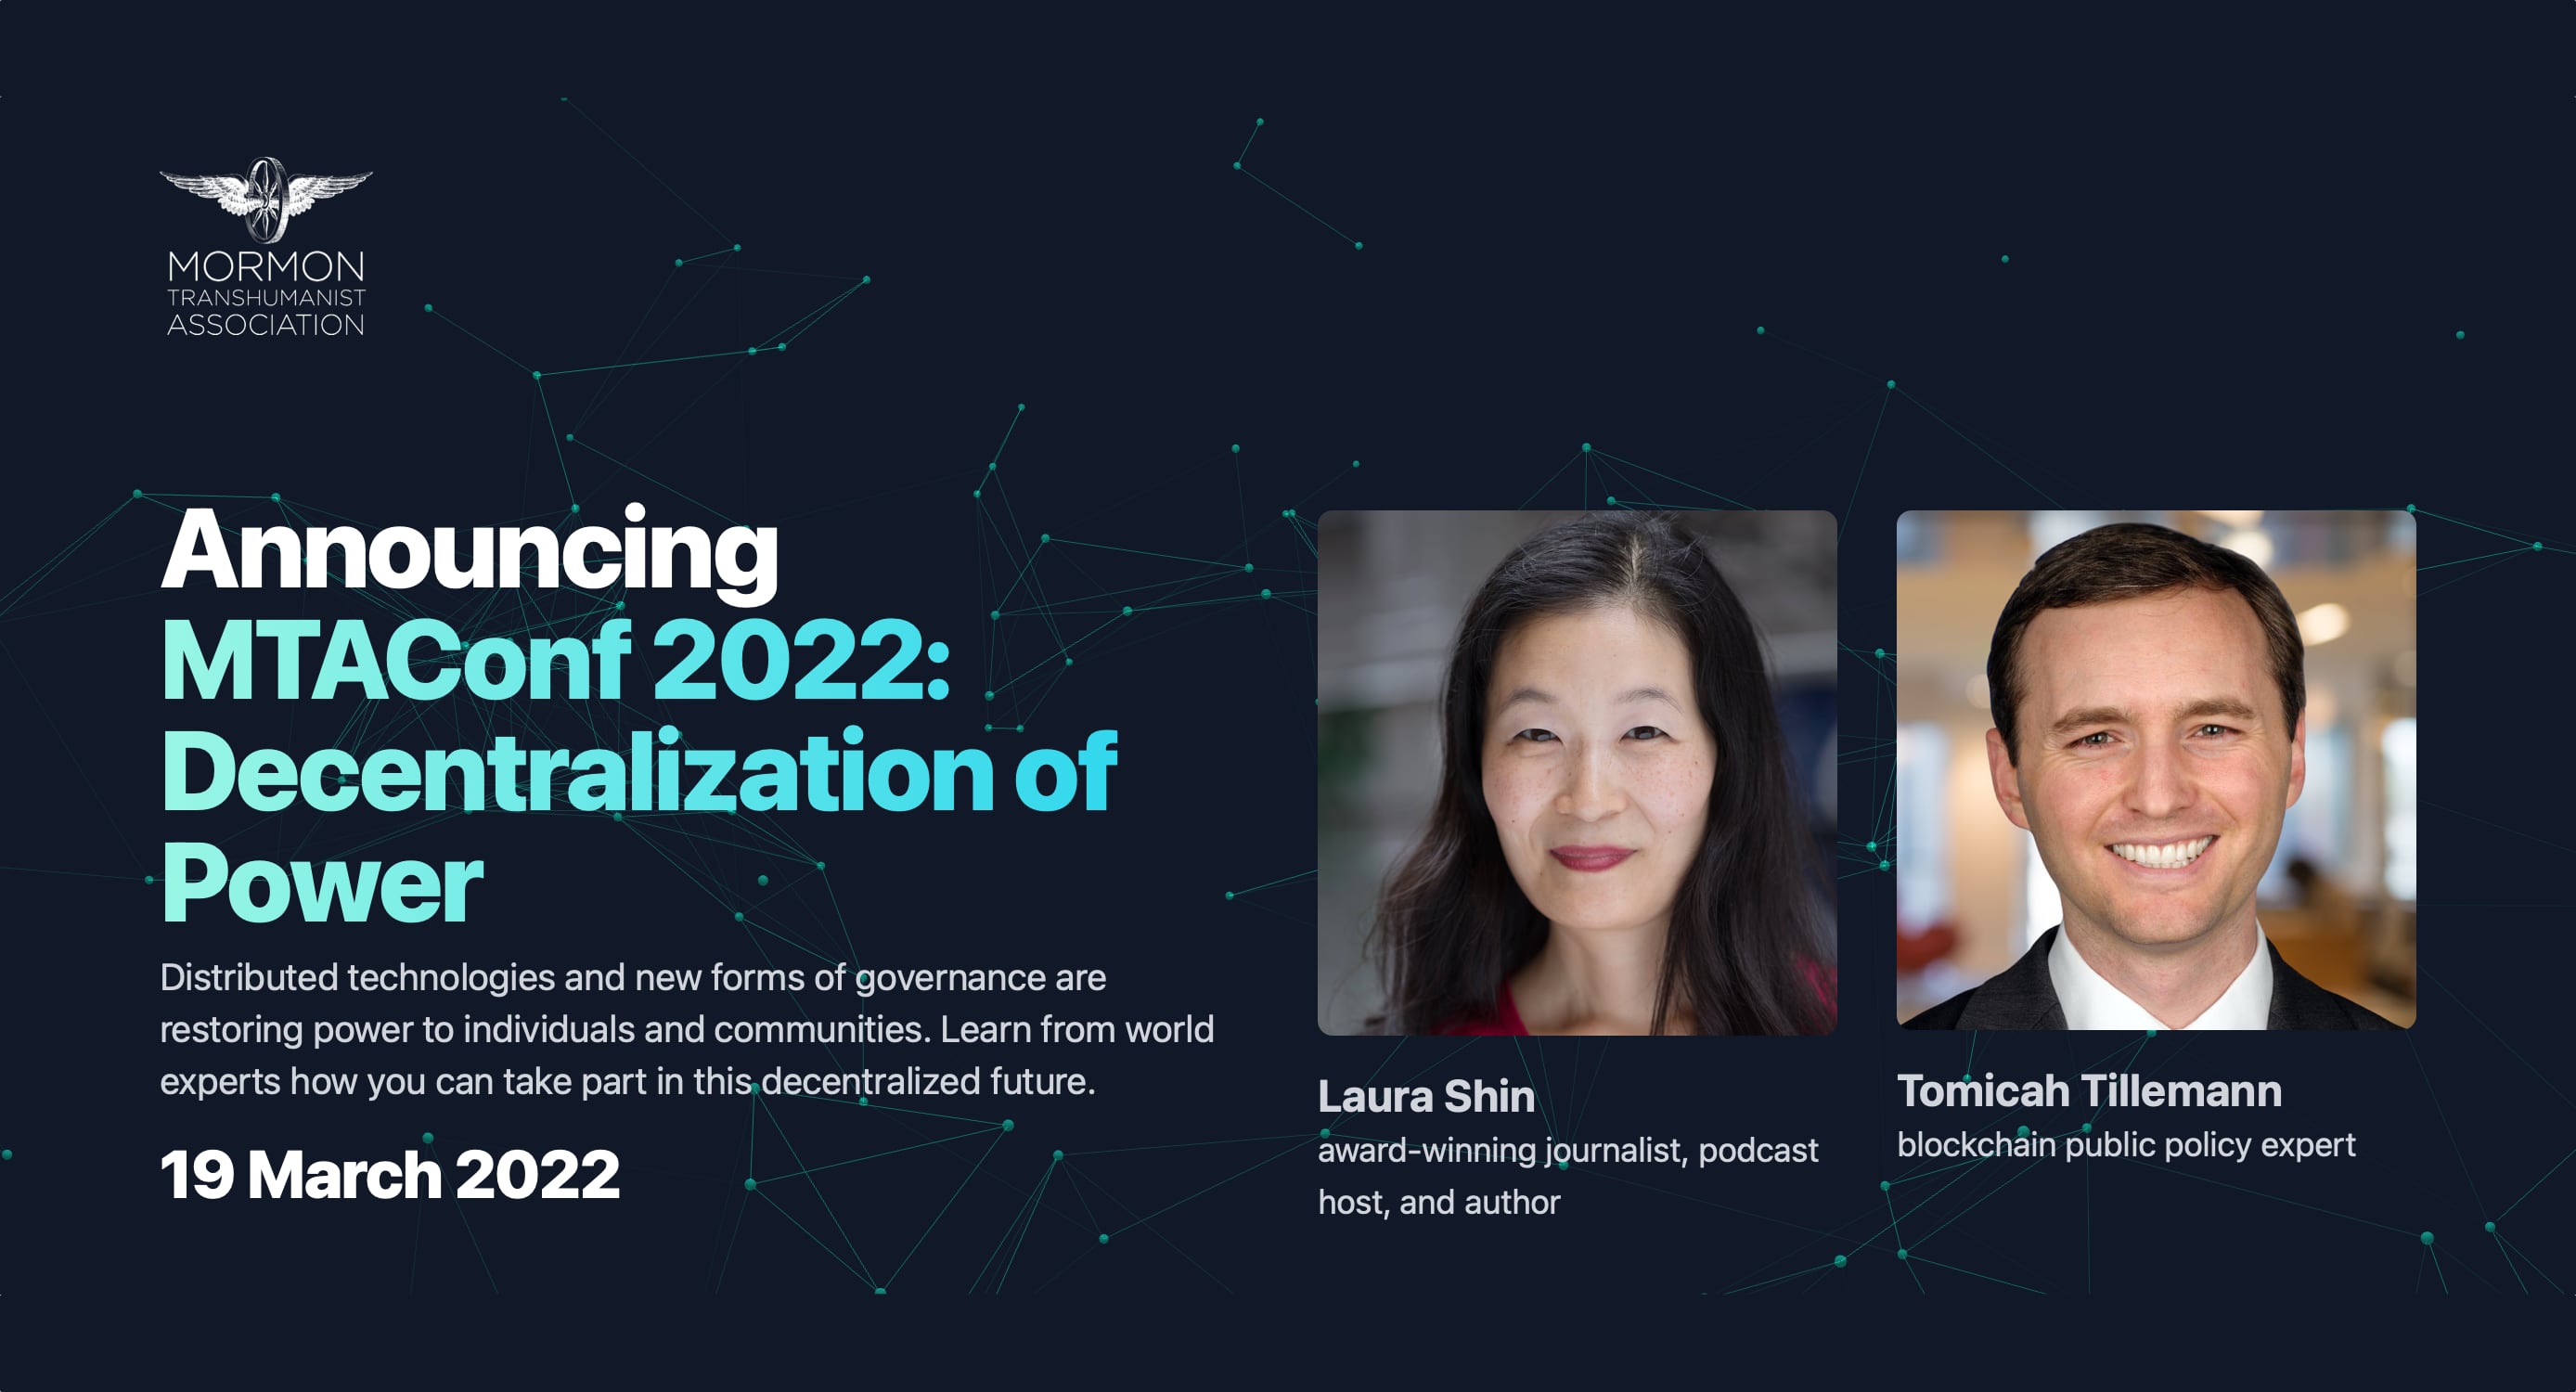 MORMON
TRANSHUMANIST
ASSOCIATION
Announcing
MTAConf 2022:
Decentralization of
Power
Distributed technologies and new forms of governance are
restoring power to individuals and communities. Learn from world
experts how you can take part in this decentralized future.
19 March 2022
Laura Shin
award-winning journalist, podcast
host, and author
Tomicah Tillemann
blockchain public policy expert